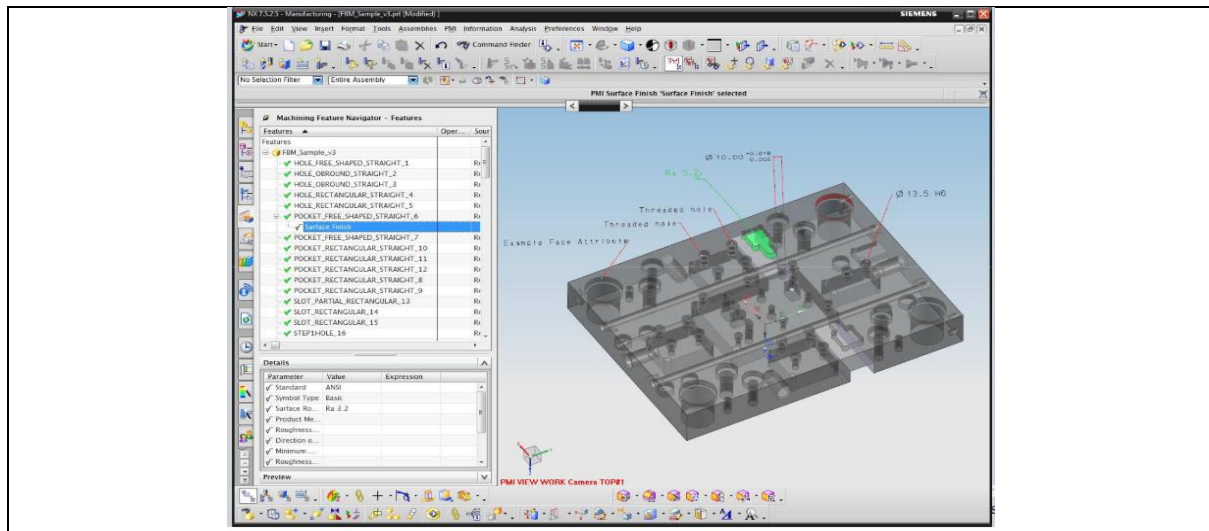 NX 7.5.2.5 - Manufacturing - [FBM_Sample_v3.prt (Modified) ]
SIEMENS
File Edit View Insert Format Tools Assemblies PMI Information Analysis Preferences Window Help
Start
Command Finder
No Selection Filter
Entire Assembly
PMI Surface Finish 'Surface Finish' selected
Machining Feature Navigator - Features
Features Oper... Sour
Features
FBM_Sample_v3
HOLE_FREE_SHAPED_STRAIGHT_1
HOLE_OBROUND_STRAIGHT_2
HOLE_OBROUND_STRAIGHT_3
HOLE_RECTANGULAR_STRAIGHT_4
HOLE_RECTANGULAR_STRAIGHT_5
POCKET_FREE_SHAPED_STRAIGHT_6
Surface Finish
POCKET_FREE_SHAPED_STRAIGHT_7
POCKET_RECTANGULAR_STRAIGHT_10
POCKET_RECTANGULAR_STRAIGHT_11
POCKET_RECTANGULAR_STRAIGHT_12
POCKET_RECTANGULAR_STRAIGHT_8
POCKET_RECTANGULAR_STRAIGHT_9
SLOT_PARTIAL_RECTANGULAR_13
SLOT_RECTANGULAR_14
SLOT_RECTANGULAR_15
STEP1HOLE_16
Details
Parameter Value Expression
Standard ANSI
Symbol Type Basic
Surface Ro... Ra 3.2
Product Me...
Roughness...
Direction o...
Minimum ...
Roughness...
Preview
Ø 10.00
Ra 3.2
Ø 13.5 H6
Threaded hole
Threaded hole
Example Face Attribute
PMI VIEW WORK Camera TOP#1